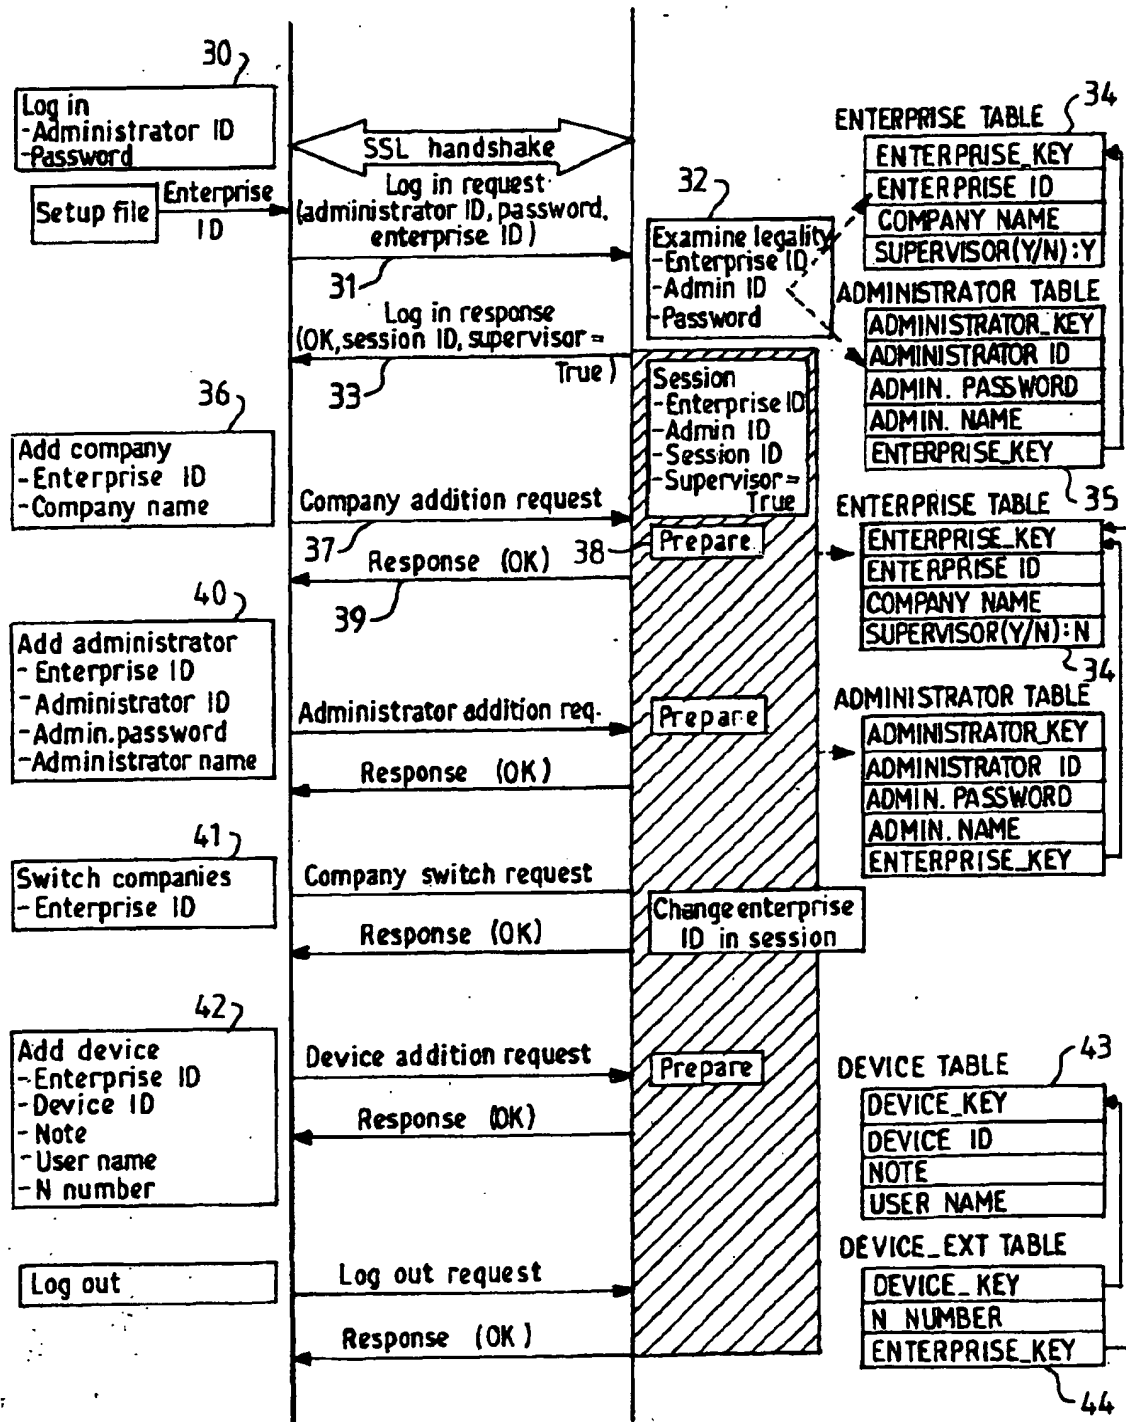 30
Log in
-Administrator ID
-Password
Setup file
Enterprise
ID
SSL handshake
Log in request
(administrator ID, password,
enterprise ID)
31
32
Examine legality
-Enterprise ID
-Admin ID
-Password
34
ENTERPRISE TABLE
ENTERPRISE_KEY
ENTERPRISE ID
COMPANY NAME
SUPERVISOR(Y/N):Y
ADMINISTRATOR TABLE
ADMINISTRATOR_KEY
ADMINISTRATOR ID
ADMIN. PASSWORD
ADMIN. NAME
ENTERPRISE_KEY
35
Log in response
(OK,session ID, supervisor=
True)
33
Session
-Enterprise ID
-Admin ID
-Session ID
-Supervisor=
True
36
Add company
-Enterprise ID
-Company name
Company addition request
37
38
Prepare
Response (OK)
39
ENTERPRISE TABLE
ENTERPRISE_KEY
ENTERPRISE ID
COMPANY NAME
SUPERVISOR(Y/N):N
34
40
Add administrator
-Enterprise ID
-Administrator ID
-Admin.password
-Administrator name
Administrator addition req.
Prepare
Response (OK)
ADMINISTRATOR TABLE
ADMINISTRATOR_KEY
ADMINISTRATOR ID
ADMIN. PASSWORD
ADMIN. NAME
ENTERPRISE_KEY
41
Switch companies
-Enterprise ID
Company switch request
Change enterprise
ID in session
Response (OK)
42
Add device
-Enterprise ID
-Device ID
-Note
-User name
-N number
Device addition request
Prepare
Response (OK)
43
DEVICE TABLE
DEVICE_KEY
DEVICE ID
NOTE
USER NAME
DEVICE_EXT TABLE
DEVICE_KEY
N NUMBER
ENTERPRISE_KEY
44
Log out
Log out request
Response (OK)